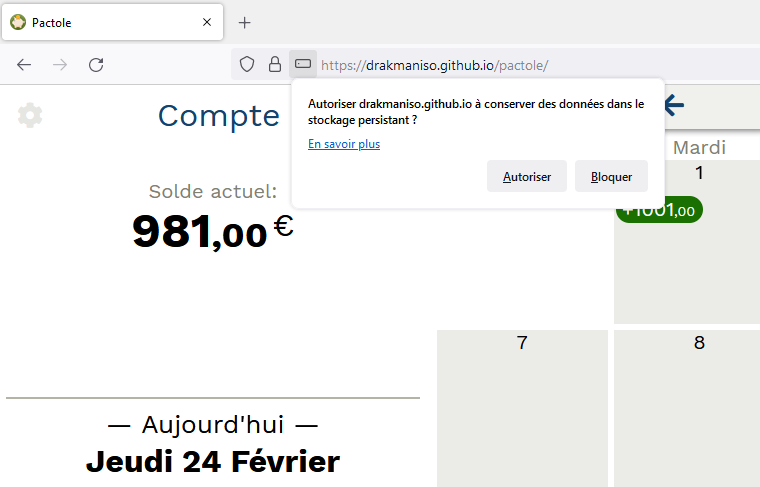 Pactole
https://drakmaniso.github.io/pactole/
Autoriser drakmaniso.github.io à conserver des données dans le
stockage persistant ?
En savoir plus
Autoriser
Bloquer
Compte
Solde actuel:
981,00 €
— Aujourd'hui —
Jeudi 24 Février
Mardi
1
+1001,00
7
8